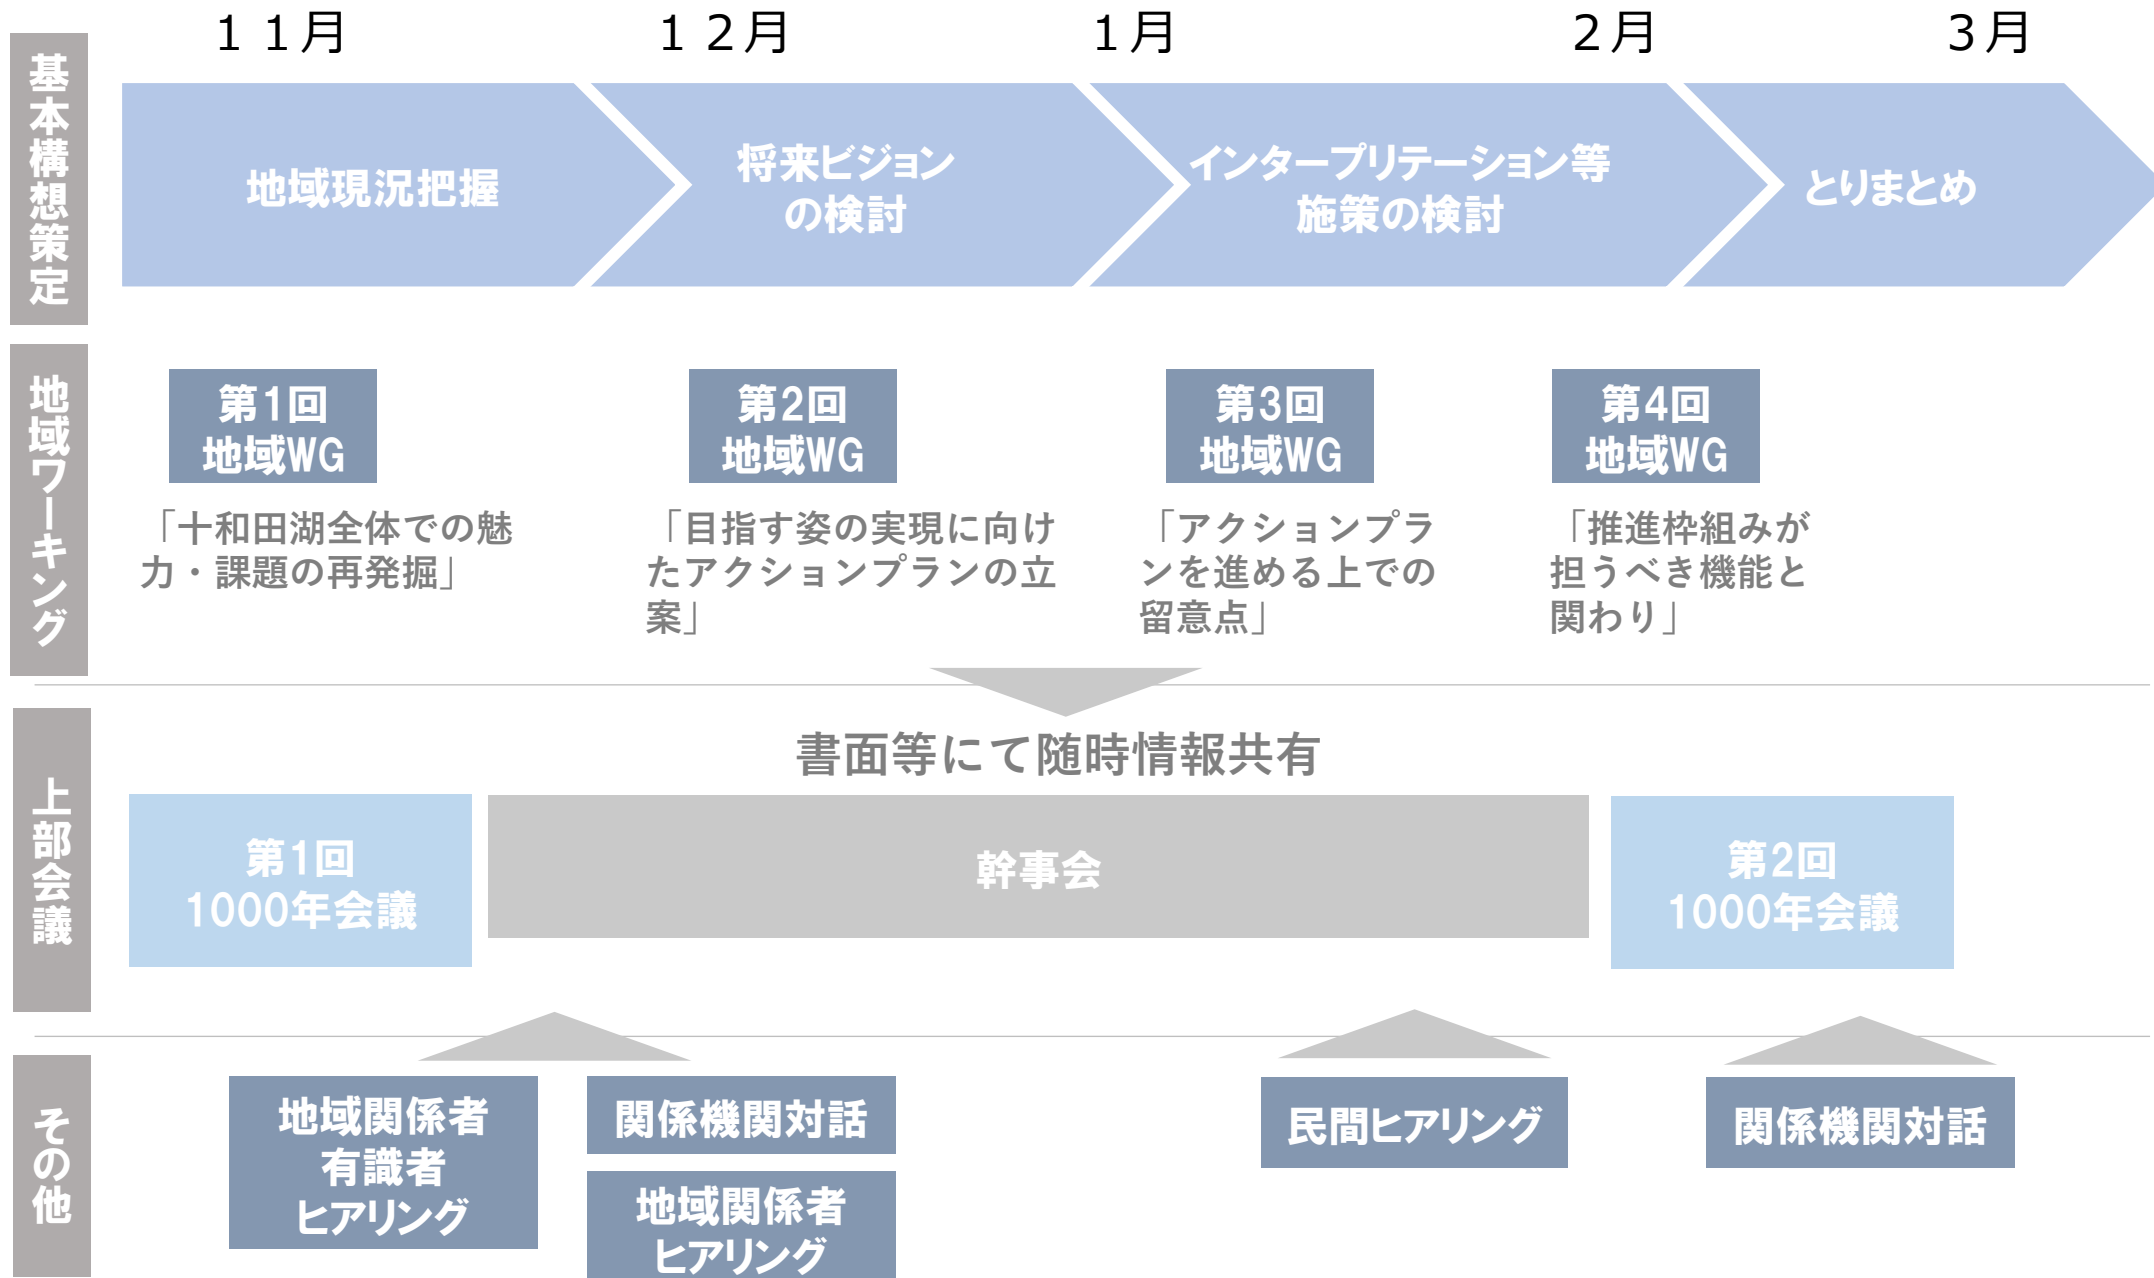 １１月
１２月
１月
２月
３月
基本構想策定
地域現況把握
将来ビジョン
の検討
インタープリテーション等
施策の検討
とりまとめ
地域ワーキング
第1回
地域WG
第2回
地域WG
第3回
地域WG
第4回
地域WG
「十和田湖全体での魅
力・課題の再発掘」
「目指す姿の実現に向け
たアクションプランの立
案」
「アクションプラ
ンを進める上での
留意点」
「推進枠組みが
担うべき機能と
関わり」
上部会議
書面等にて随時情報共有
第1回
1000年会議
幹事会
第2回
1000年会議
その他
地域関係者
有識者
ヒアリング
関係機関対話
地域関係者
ヒアリング
民間ヒアリング
関係機関対話